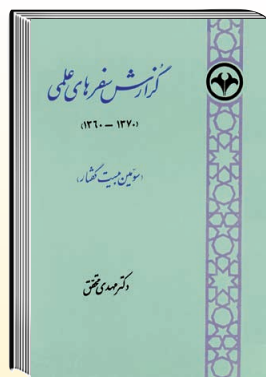 گزارش سفرهای علمی
(۱۳۷۰ – ۱۳۶۰)
(سومین بیست گفتار)
دکتر مهدی محقق